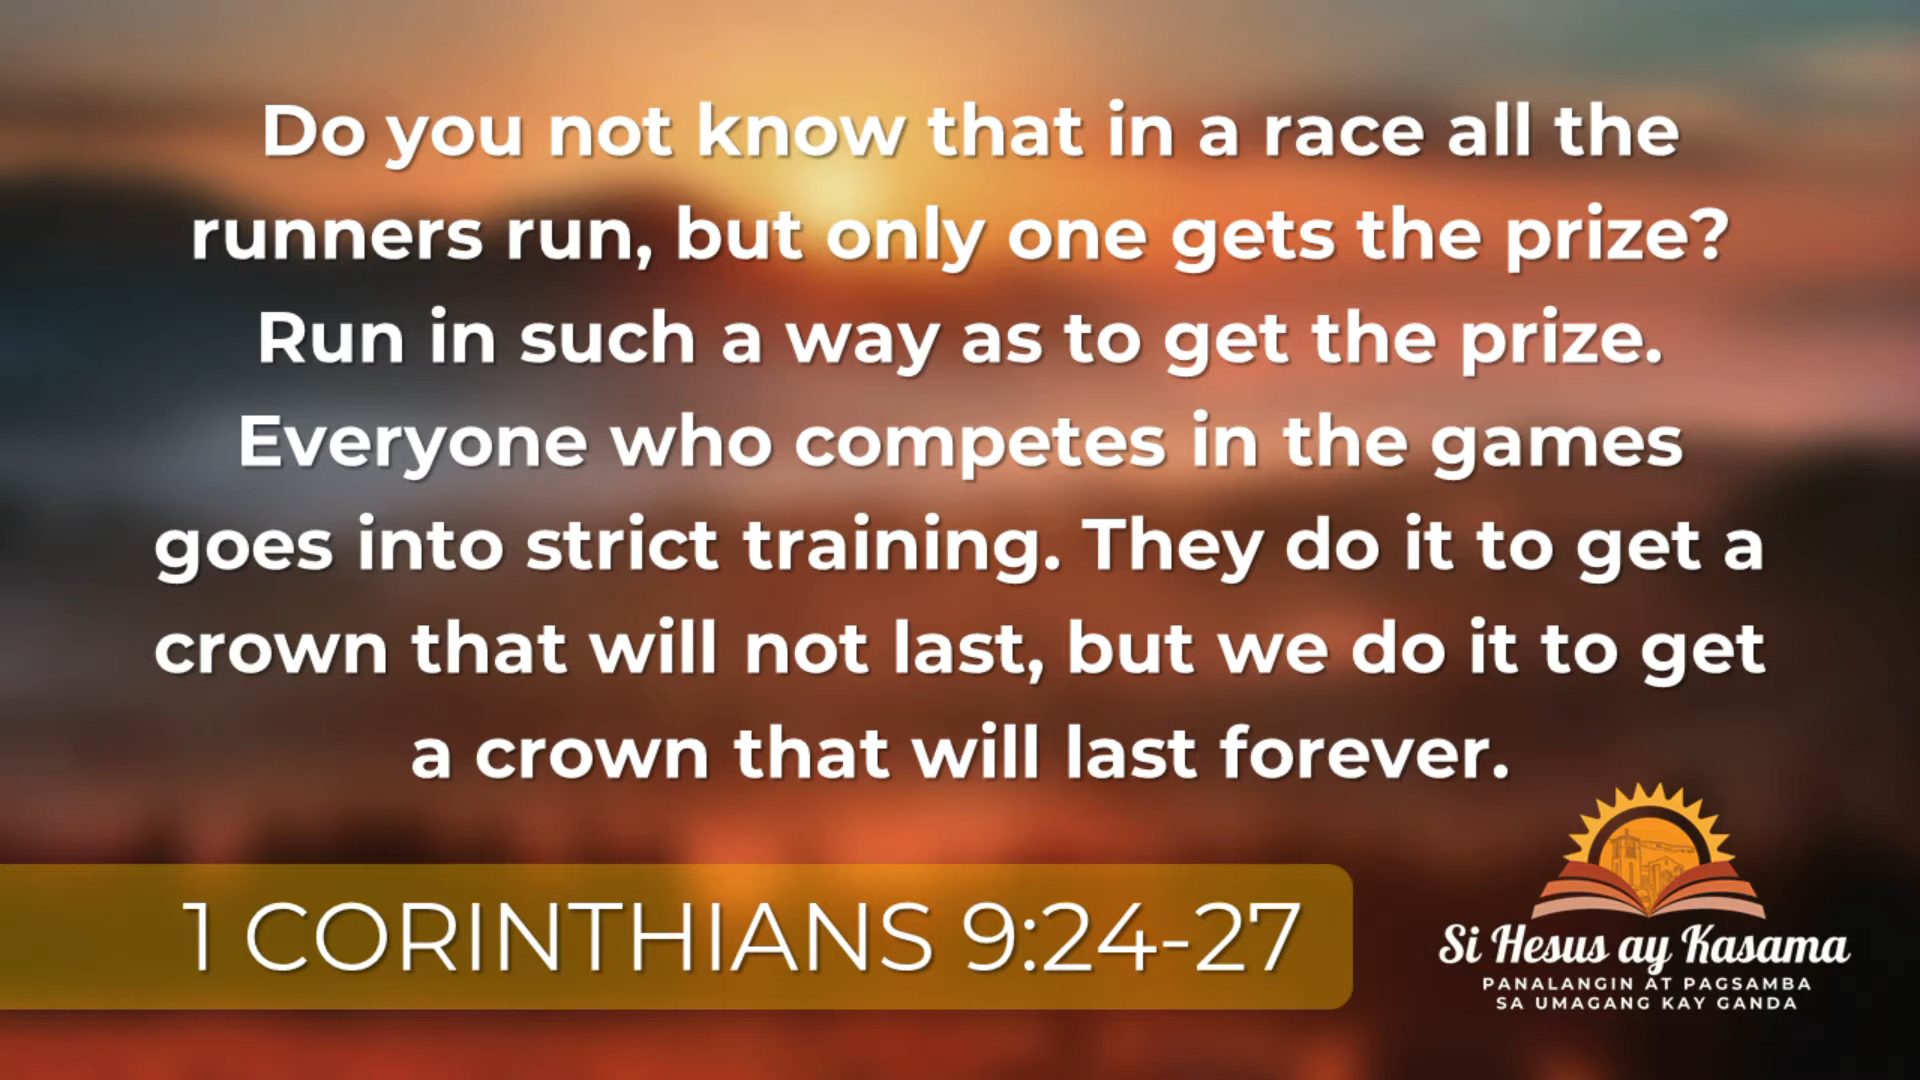 Do you not know that in a race all the
runners run, but only one gets the prize?
Run in such a way as to get the prize.
Everyone who competes in the games
goes into strict training. They do it to get a
crown that will not last, but we do it to get
a crown that will last forever.
1 CORINTHIANS 9:24-27
Si Hesus ay Kasama
PANALANGIN AT PAGSAMBA
SA UMAGANG KAY GANDA